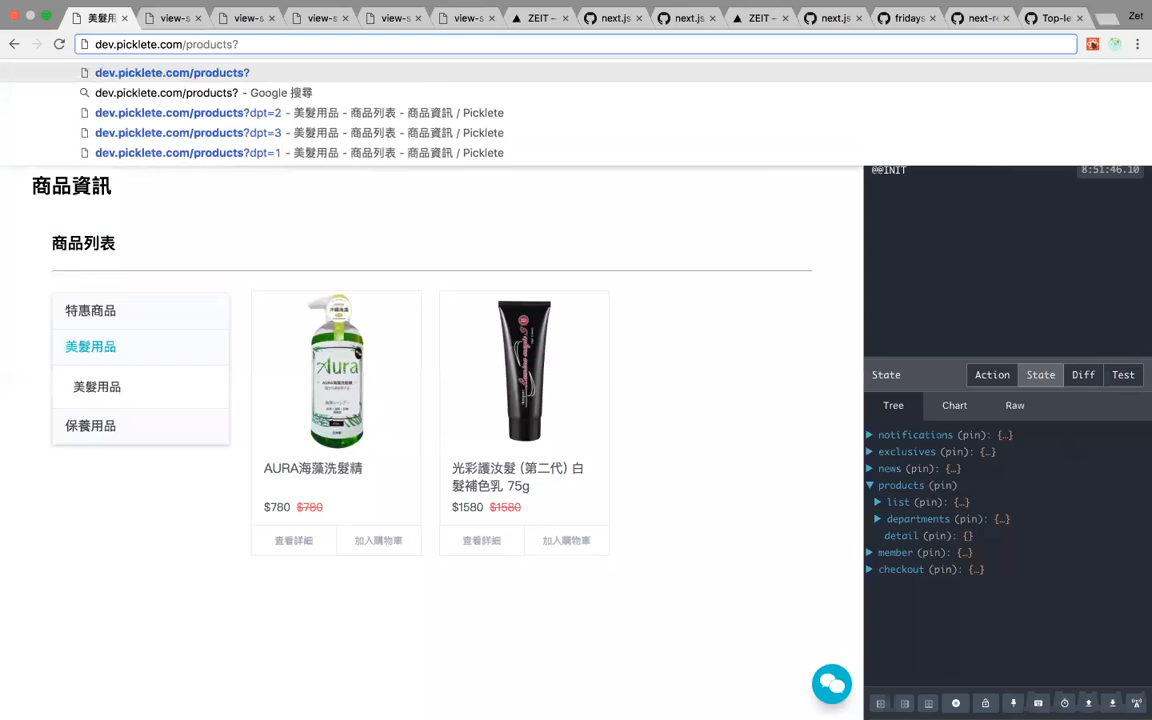 美髮用 × view-s × view-s × view-s × view-s × view-s × ZEIT – × next.js × next.js × ZEIT – × next.js × fridays × next-re × Top-le × Zet
dev.picklete.com/products?
dev.picklete.com/products?
dev.picklete.com/products? - Google 搜尋
dev.picklete.com/products?dpt=2 - 美髮用品 - 商品列表 - 商品資訊 / Picklete
dev.picklete.com/products?dpt=3 - 美髮用品 - 商品列表 - 商品資訊 / Picklete
dev.picklete.com/products?dpt=1 - 美髮用品 - 商品列表 - 商品資訊 / Picklete
@@INIT 8:51:46.10
商品資訊
商品列表
特惠商品
美髮用品
美髮用品
保養用品
Aura
AURA海藻洗髮精
$780 $780
查看詳細 加入購物車
光彩護汝髮 (第二代) 白
髮補色乳 75g
$1580 $1580
查看詳細 加入購物車
State Action State Diff Test
Tree Chart Raw
notifications (pin): {…}
exclusives (pin): {…}
news (pin): {…}
products (pin)
list (pin): {…}
departments (pin): {…}
detail (pin): {}
member (pin): {…}
checkout (pin): {…}